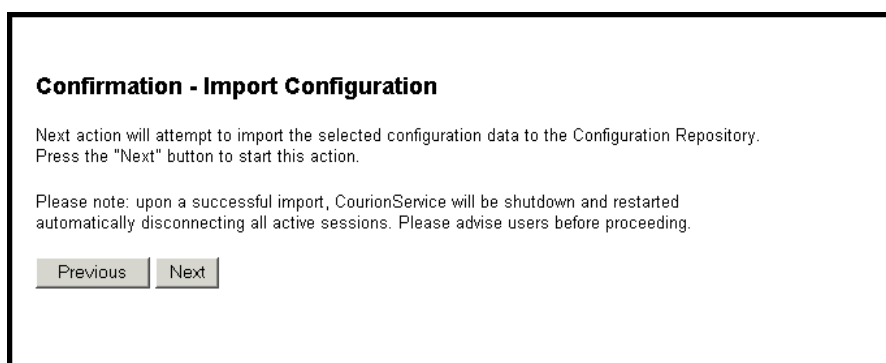 Confirmation - Import Configuration
Next action will attempt to import the selected configuration data to the Configuration Repository.
Press the "Next" button to start this action.
Please note: upon a successful import, CourionService will be shutdown and restarted
automatically disconnecting all active sessions. Please advise users before proceeding.
Previous Next